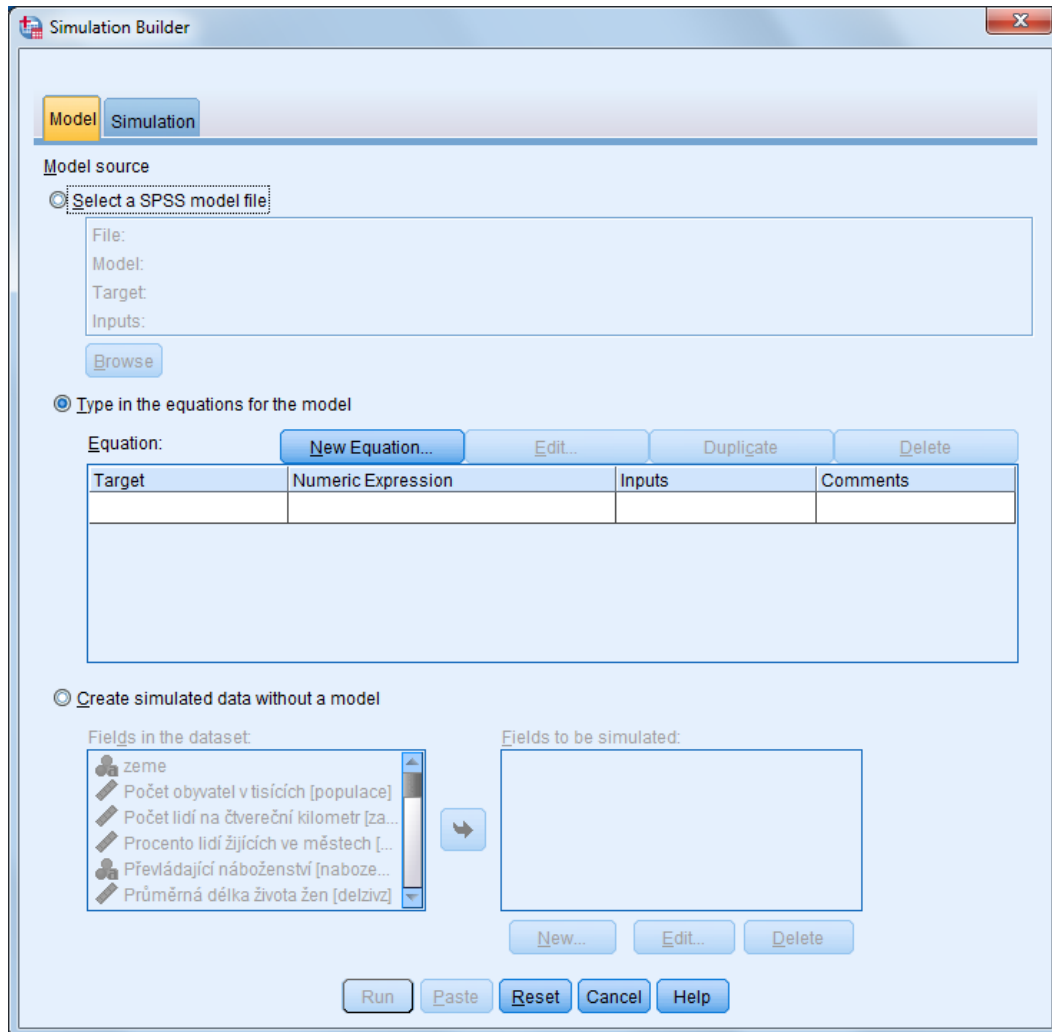 Simulation Builder
Model Simulation
Model source
Select a SPSS model file
File:
Model:
Target:
Inputs:
Browse
Type in the equations for the model
Equation: New Equation... Edit... Duplicate Delete
Target Numeric Expression Inputs Comments
Create simulated data without a model
Fields in the dataset: Fields to be simulated:
zeme
Počet obyvatel v tisících [populace]
Počet lidí na čtvereční kilometr [za...
Procento lidí žijících ve městech [...
Převládající náboženství [naboze...
Průměrná délka života žen [delzivz]
New... Edit... Delete
Run Paste Reset Cancel Help